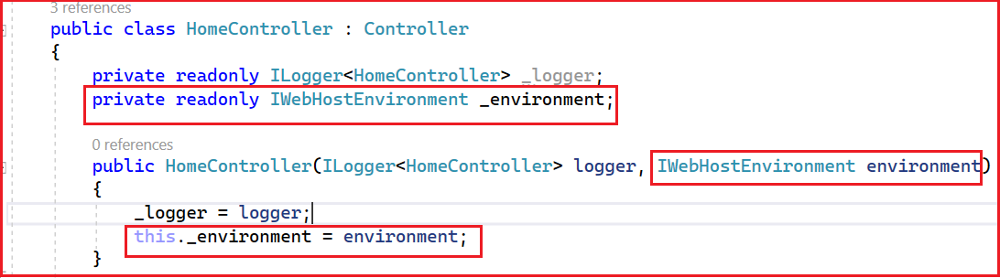 3 references
public class HomeController : Controller
{
private readonly ILogger<HomeController> _logger;
private readonly IWebHostEnvironment _environment;
0 references
public HomeController(ILogger<HomeController> logger, IWebHostEnvironment environment)
{
_logger = logger;
this._environment = environment;
}